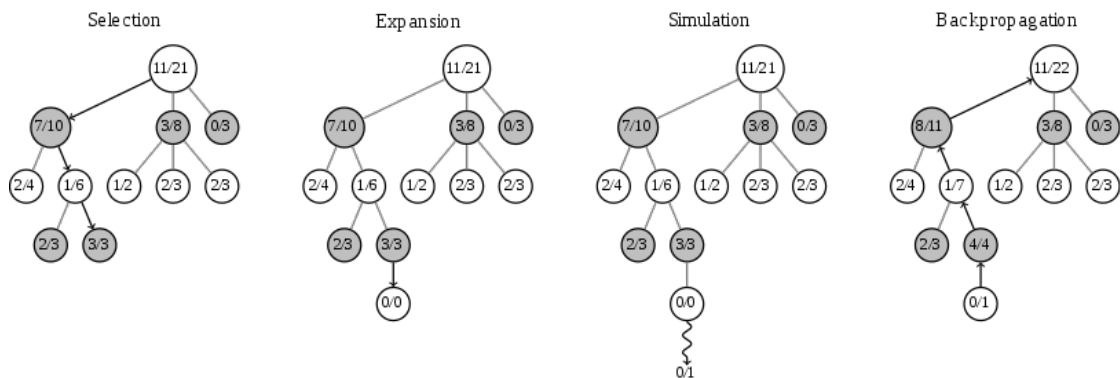 Selection
11/21
7/10 3/8 0/3
2/4 1/6 1/2 2/3 2/3
2/3 3/3
Expansion
11/21
7/10 3/8 0/3
2/4 1/6 1/2 2/3 2/3
2/3 3/3
0/0
Simulation
11/21
7/10 3/8 0/3
2/4 1/6 1/2 2/3 2/3
2/3 3/3
0/0
0/1
Backpropagation
11/22
8/11 3/8 0/3
2/4 1/7 1/2 2/3 2/3
2/3 4/4
0/1